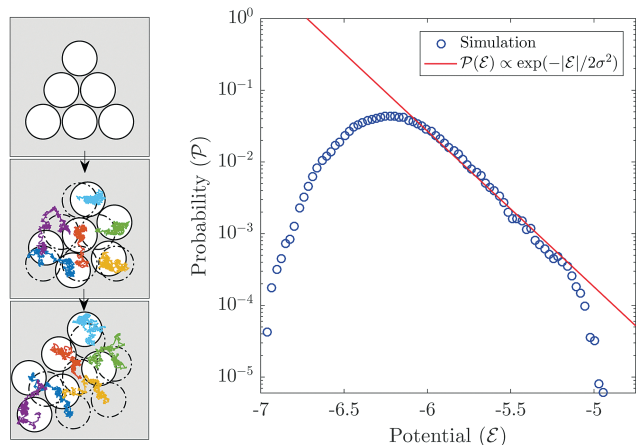 10^0
10^-1
10^-2
10^-3
10^-4
10^-5
Probability (𝒫)
Simulation
𝒫(ℰ) ∝ exp(−|ℰ|/2σ²)
-7
-6.5
-6
-5.5
-5
Potential (ℰ)